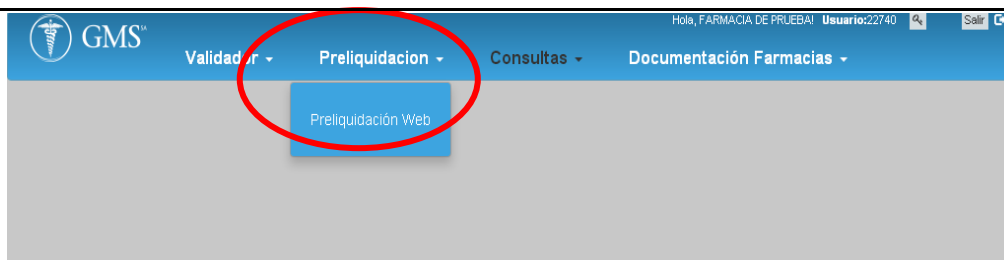 Hola, FARMACIA DE PRUEBA! Usuario:22740 Salir
GMS SA
Validador Preliquidacion Consultas Documentación Farmacias
Preliquidación Web